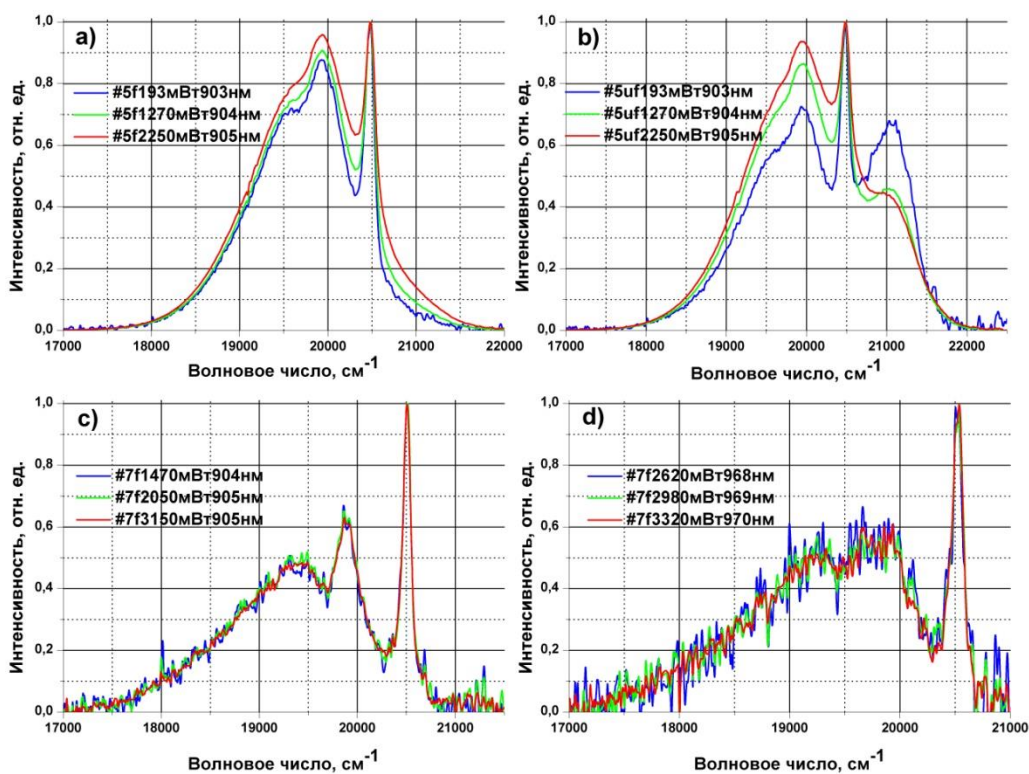 a)
#5f193мВт903нм
#5f1270мВт904нм
#5f2250мВт905нм
Интенсивность, отн. ед.
1,0
0,8
0,6
0,4
0,2
0,0
17000 18000 19000 20000 21000 22000
Волновое число, см⁻¹
b)
#5uf193мВт903нм
#5uf1270мВт904нм
#5uf2250мВт905нм
Интенсивность, отн. ед.
1,0
0,8
0,6
0,4
0,2
0,0
17000 18000 19000 20000 21000 22000
Волновое число, см⁻¹
c)
#7f1470мВт904нм
#7f2050мВт905нм
#7f3150мВт905нм
Интенсивность, отн. ед.
1,0
0,8
0,6
0,4
0,2
0,0
17000 18000 19000 20000 21000
Волновое число, см⁻¹
d)
#7f2620мВт968нм
#7f2980мВт969нм
#7f3320мВт970нм
Интенсивность, отн. ед.
1,0
0,8
0,6
0,4
0,2
0,0
17000 18000 19000 20000 21000
Волновое число, см⁻¹